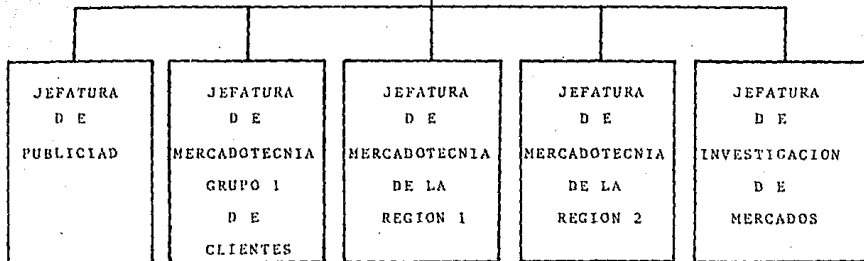 JEFATURA
D E
PUBLICIAD
JEFATURA
D E
MERCADOTECNIA
GRUPO 1
D E
CLIENTES
JEFATURA
D E
MERCADOTECNIA
DE LA
REGION 1
JEFATURA
D E
MERCADOTECNIA
DE LA
REGION 2
JEFATURA
D E
INVESTIGACION
D E
MERCADOS